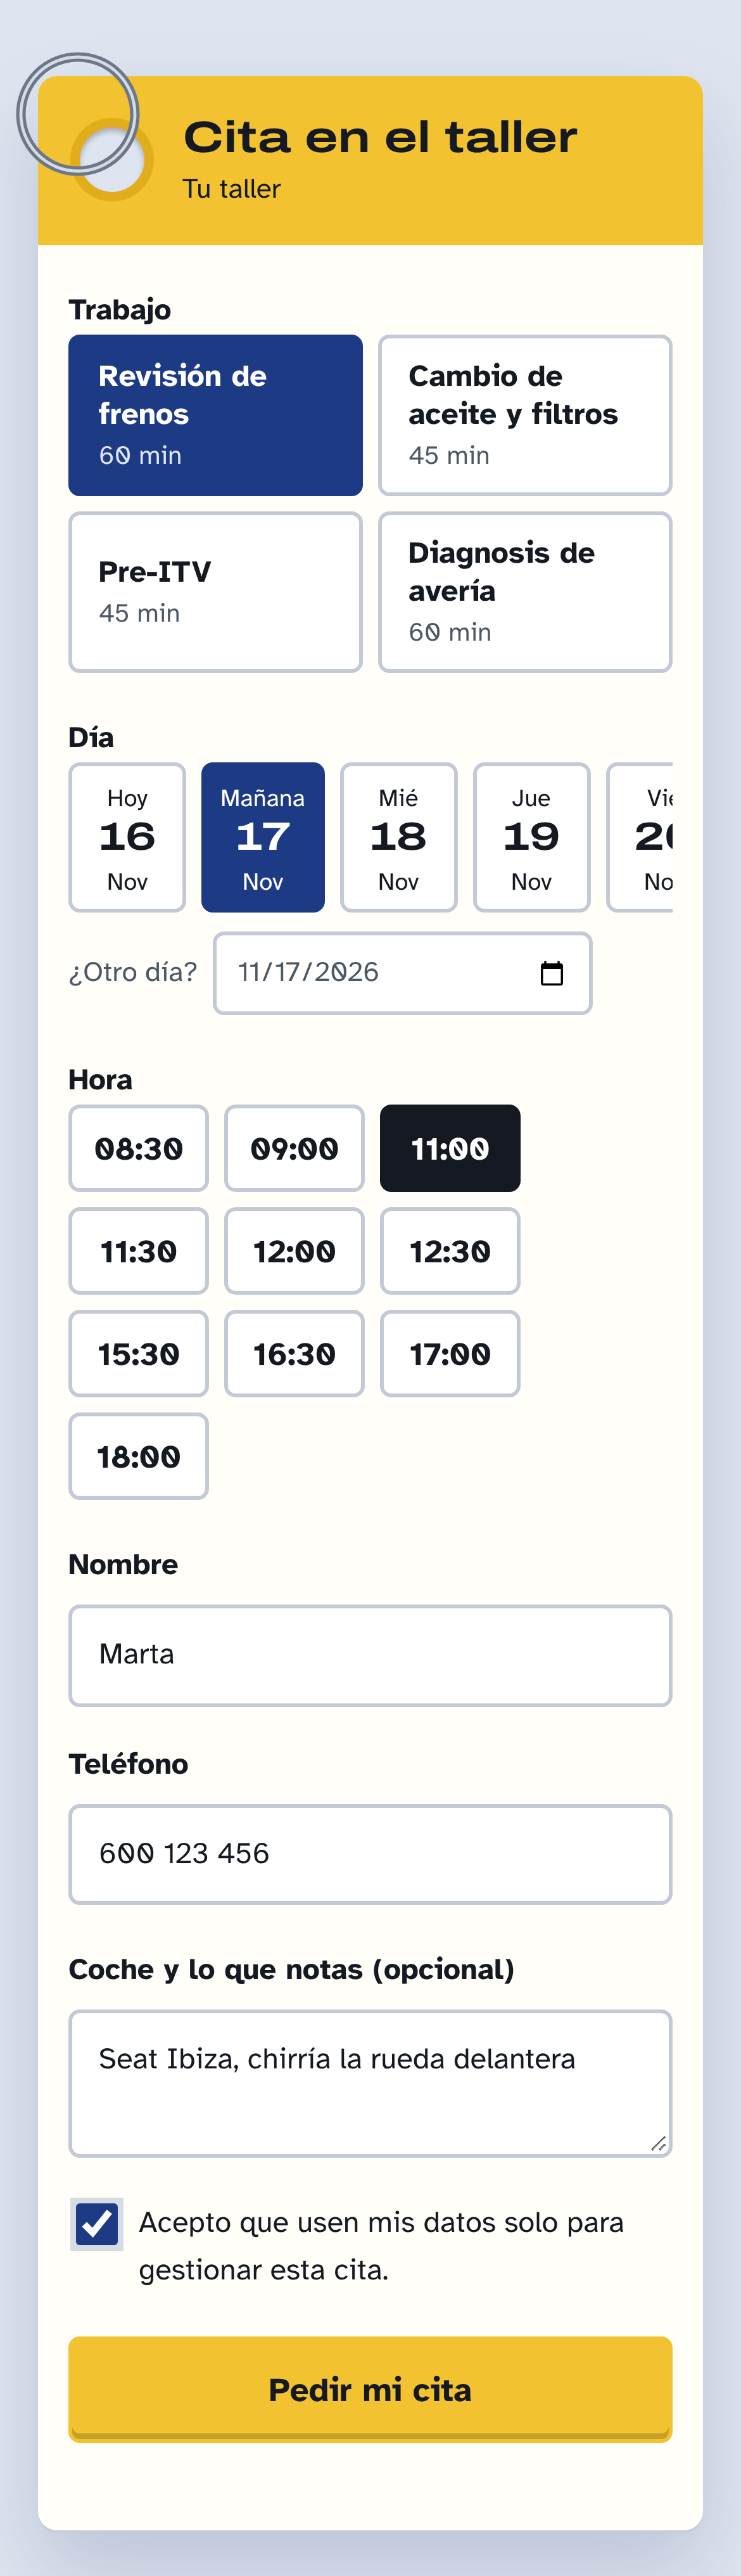 Cita en el taller
Tu taller
Trabajo
Revisión de
frenos
60 min
Cambio de
aceite y filtros
45 min
Pre-ITV
45 min
Diagnosis de
avería
60 min
Día
Hoy
16
Nov
Mañana
17
Nov
Mié
18
Nov
Jue
19
Nov
¿Otro día?
11/17/2026
Hora
08:30
09:00
11:00
11:30
12:00
12:30
15:30
16:30
17:00
18:00
Nombre
Marta
Teléfono
600 123 456
Coche y lo que notas (opcional)
Seat Ibiza, chirría la rueda delantera
Acepto que usen mis datos solo para
gestionar esta cita.
Pedir mi cita